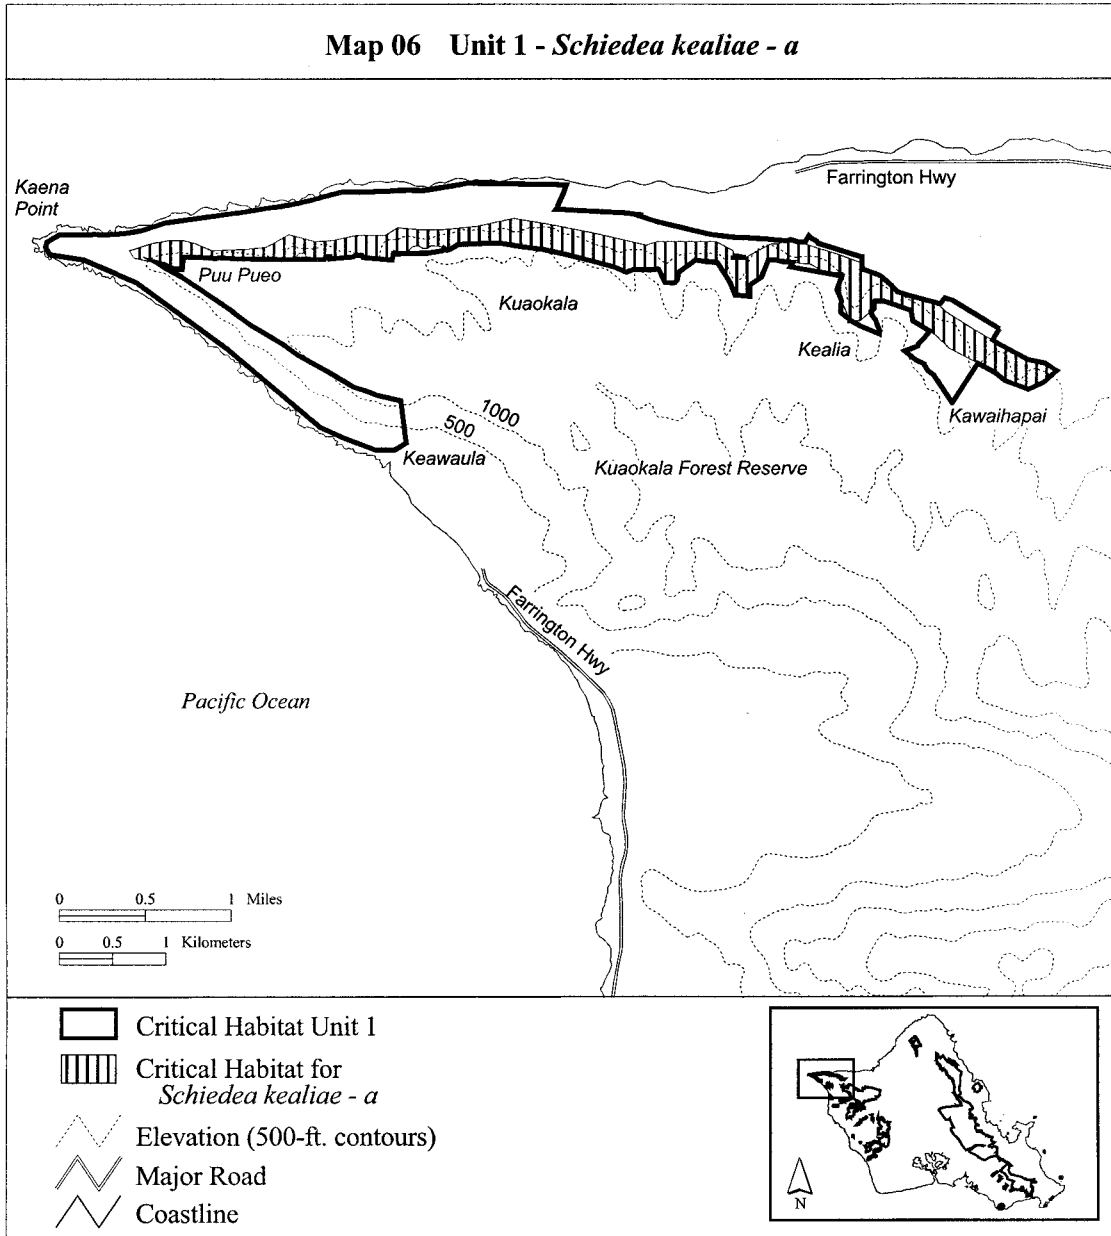 Map 06 Unit 1 - Schiedea kealiae - a
Kaena
Point
Farrington Hwy
Puu Pueo
Kuaokala
Kealia
Kawaihapai
1000
500
Keawaula
Kuaokala Forest Reserve
Farrington Hwy
Pacific Ocean
0 0.5 1 Miles
0 0.5 1 Kilometers
Critical Habitat Unit 1
Critical Habitat for
Schiedea kealiae - a
Elevation (500-ft. contours)
Major Road
Coastline
N